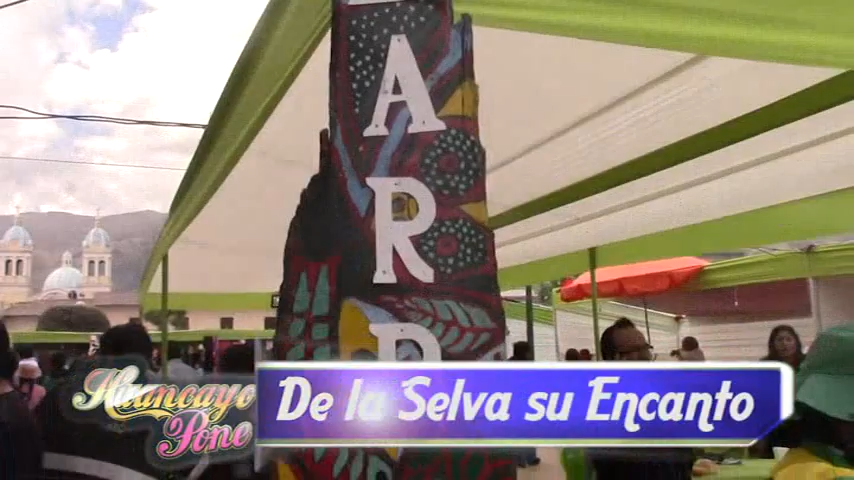 A
R
R
Huancayo
Pone
De la Selva su Encanto